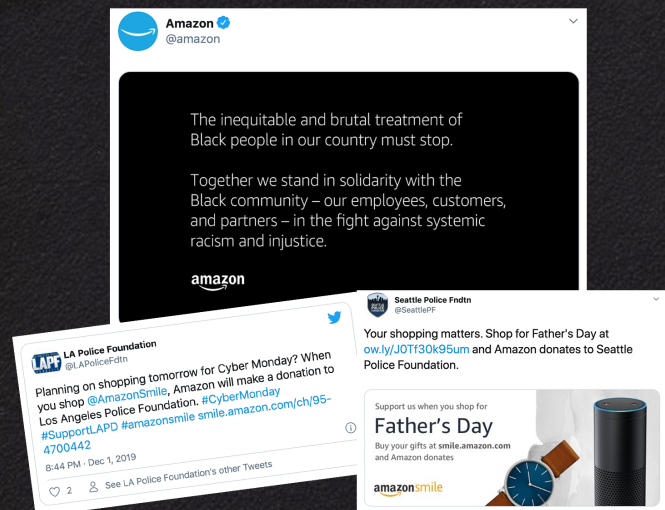 Amazon
@amazon
The inequitable and brutal treatment of
Black people in our country must stop.
Together we stand in solidarity with the
Black community – our employees, customers,
and partners – in the fight against systemic
racism and injustice.
amazon
LAPF
LA Police Foundation
@LAPoliceFdtn
Planning on shopping tomorrow for Cyber Monday? When
you shop @AmazonSmile, Amazon will make a donation to
Los Angeles Police Foundation. #CyberMonday
#SupportLAPD #amazonsmile smile.amazon.com/ch/95-
4700442
8:44 PM · Dec 1, 2019
2
See LA Police Foundation's other Tweets
Seattle Police Fndtn
@SeattlePF
Your shopping matters. Shop for Father's Day at
ow.ly/J0Tf30k95um and Amazon donates to Seattle
Police Foundation.
Support us when you shop for
Father's Day
Buy your gifts at smile.amazon.com
and Amazon donates
amazonsmile